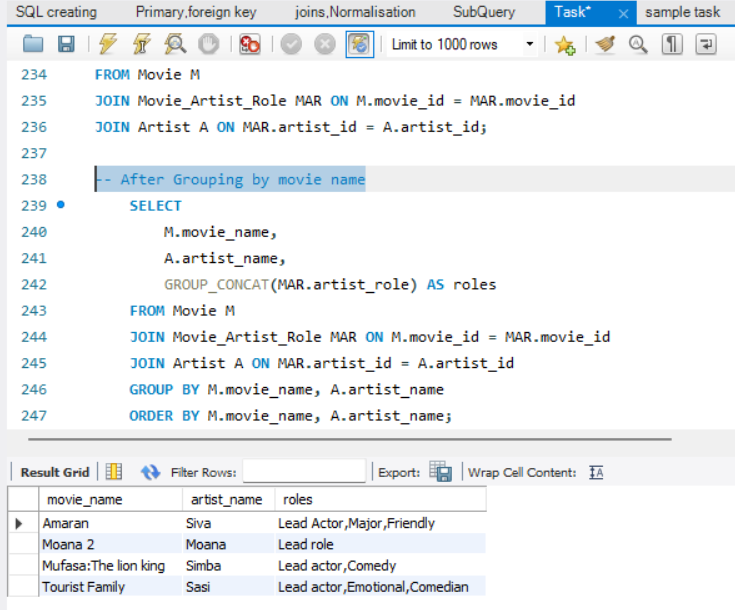 SQL creating Primary,foreign key joins,Normalisation SubQuery Task* × sample task
Limit to 1000 rows
234 FROM Movie M
235 JOIN Movie_Artist_Role MAR ON M.movie_id = MAR.movie_id
236 JOIN Artist A ON MAR.artist_id = A.artist_id;
237
238 -- After Grouping by movie name
239 SELECT
240 M.movie_name,
241 A.artist_name,
242 GROUP_CONCAT(MAR.artist_role) AS roles
243 FROM Movie M
244 JOIN Movie_Artist_Role MAR ON M.movie_id = MAR.movie_id
245 JOIN Artist A ON MAR.artist_id = A.artist_id
246 GROUP BY M.movie_name, A.artist_name
247 ORDER BY M.movie_name, A.artist_name;
Result Grid Filter Rows: Export: Wrap Cell Content: IA
movie_name artist_name roles
Amaran Siva Lead Actor,Major,Friendly
Moana 2 Moana Lead role
Mufasa:The lion king Simba Lead actor,Comedy
Tourist Family Sasi Lead actor,Emotional,Comedian